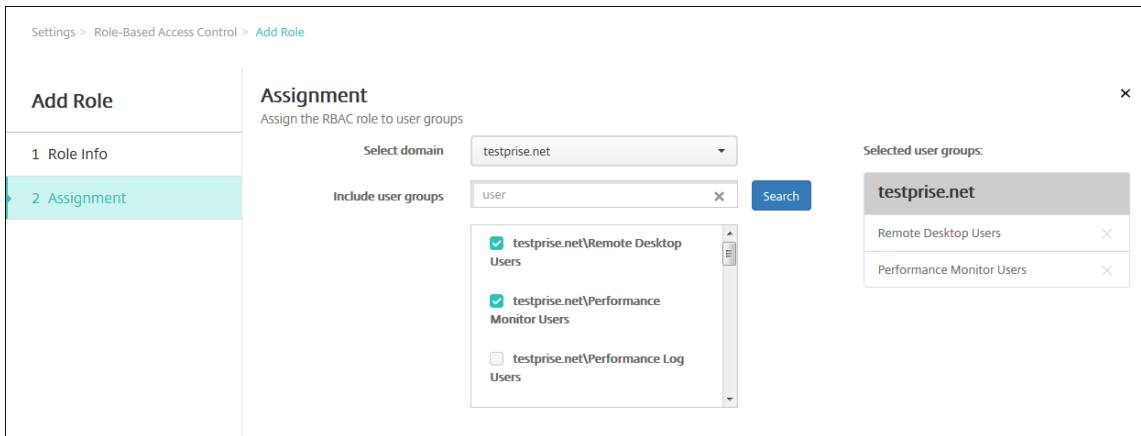 Settings > Role-Based Access Control > Add Role
Add Role
1 Role Info
2 Assignment
Assignment
Assign the RBAC role to user groups
Select domain
testprise.net
Include user groups
user
Search
testprise.net\Remote Desktop
Users
testprise.net\Performance
Monitor Users
testprise.net\Performance Log
Users
Selected user groups:
testprise.net
Remote Desktop Users
Performance Monitor Users